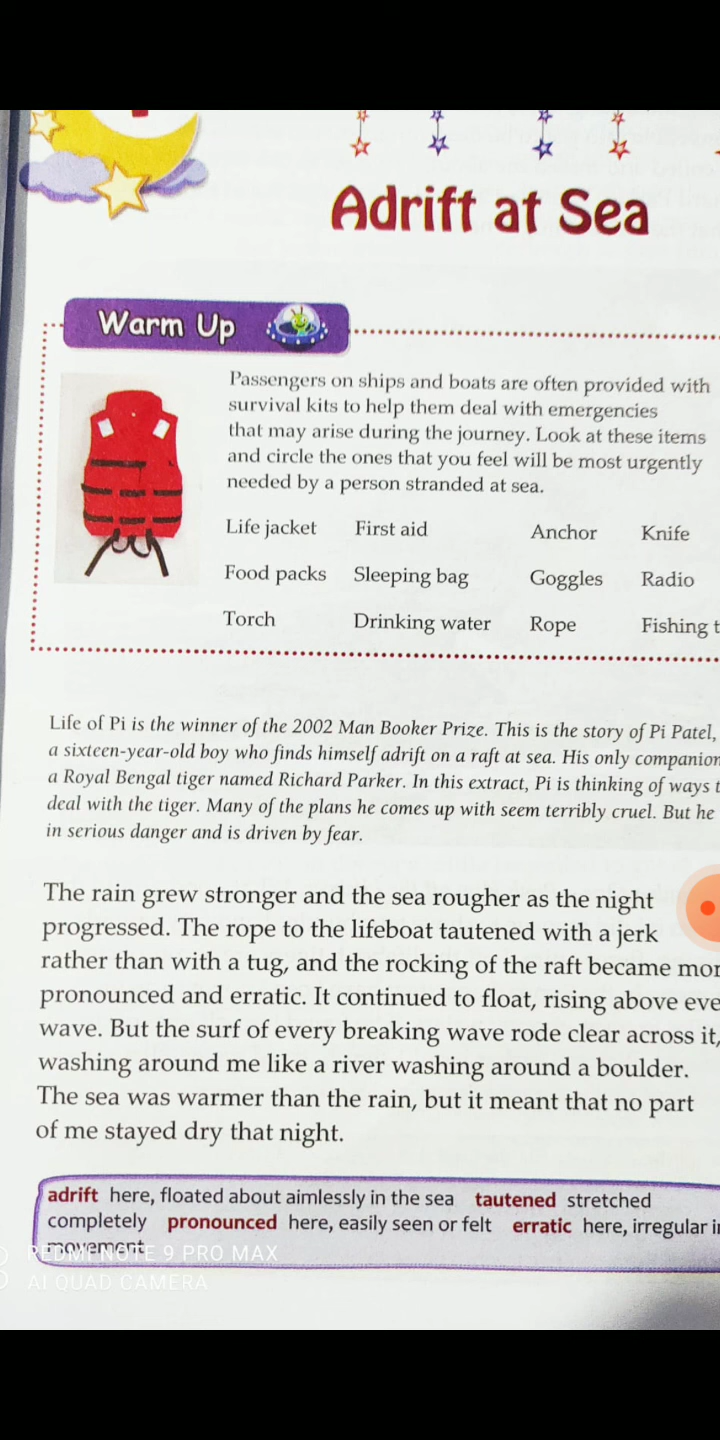 Adrift at Sea
Warm Up
Passengers on ships and boats are often provided with
survival kits to help them deal with emergencies
that may arise during the journey. Look at these items
and circle the ones that you feel will be most urgently
needed by a person stranded at sea.
Life jacket First aid Anchor Knife
Food packs Sleeping bag Goggles Radio
Torch Drinking water Rope Fishing t
Life of Pi is the winner of the 2002 Man Booker Prize. This is the story of Pi Patel,
a sixteen-year-old boy who finds himself adrift on a raft at sea. His only companion
a Royal Bengal tiger named Richard Parker. In this extract, Pi is thinking of ways t
deal with the tiger. Many of the plans he comes up with seem terribly cruel. But he
in serious danger and is driven by fear.
The rain grew stronger and the sea rougher as the night
progressed. The rope to the lifeboat tautened with a jerk
rather than with a tug, and the rocking of the raft became mor
pronounced and erratic. It continued to float, rising above eve
wave. But the surf of every breaking wave rode clear across it,
washing around me like a river washing around a boulder.
The sea was warmer than the rain, but it meant that no part
of me stayed dry that night.
adrift here, floated about aimlessly in the sea tautened stretched
completely pronounced here, easily seen or felt erratic here, irregular in
movement
REDMI NOTE 9 PRO MAX
AI QUAD CAMERA